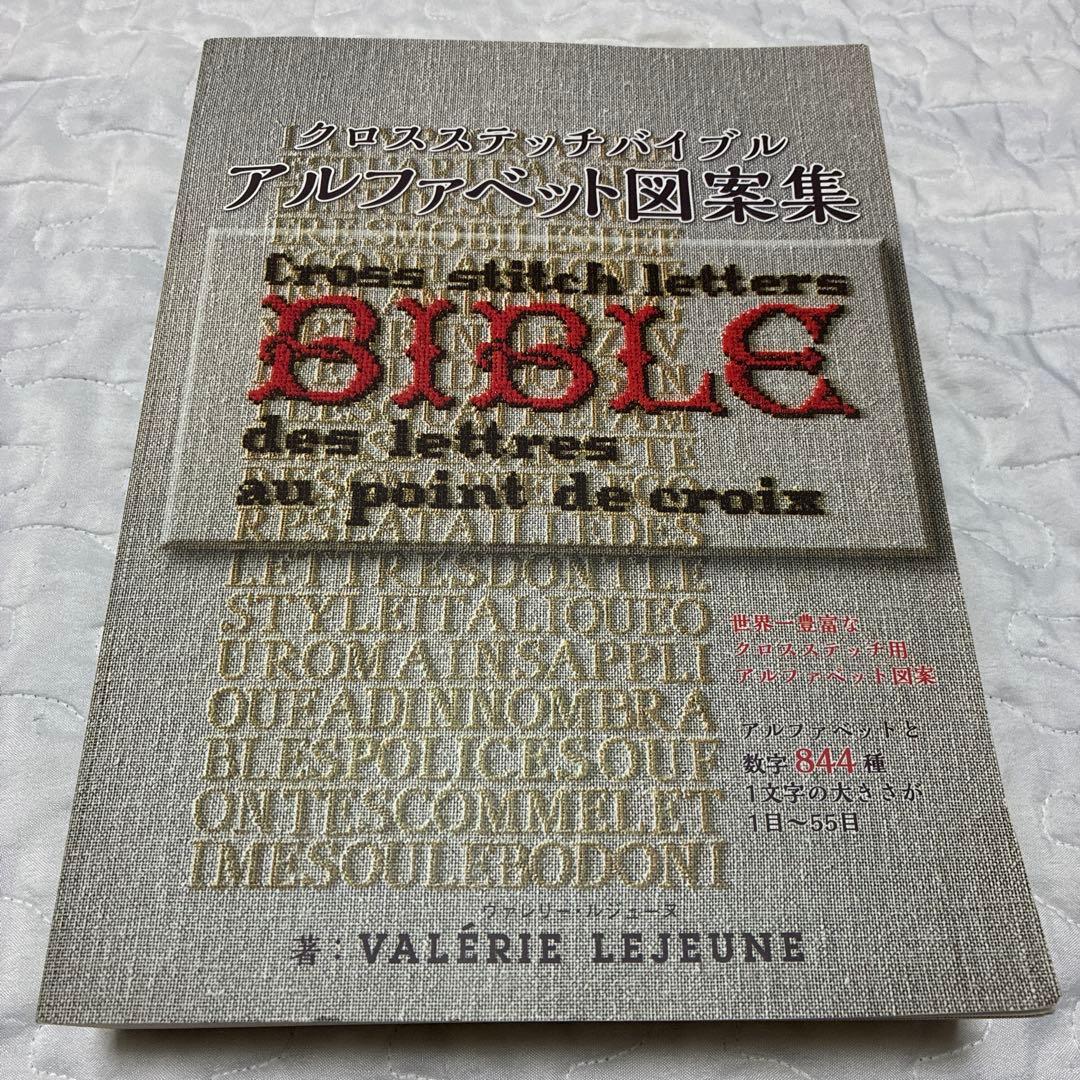 クロスステッチバイブル
アルファベット図案集
ERESMOBILESDEF
Cross stitch letters
BIBLE
des lettres
au point de croix
RESLATAILLEDES
LETTRESDONTLE
STYLEITALIQUEO
UROMAINSAPPLI
QUEADINNOMBRA
BLESPOLICESOUF
ONTESCOMMELET
IMESOULEBODONI
世界一豊富な
クロスステッチ用
アルファベット図案
アルファベットと
数字844種
1文字の大きさが
1目〜55目
ヴァレリー・ルジューヌ
著：VALÉRIE LEJEUNE